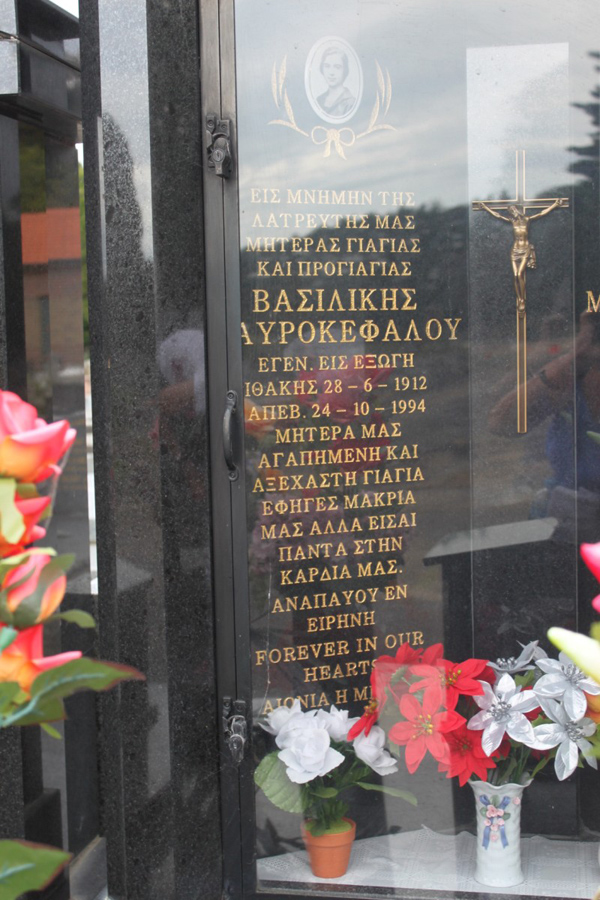 ΕΙΣ ΜΝΗΜΗΝ ΤΗΣ
ΛΑΤΡΕΥΤΗΣ ΜΑΣ
ΜΗΤΕΡΑΣ ΓΙΑΓΙΑΣ
ΚΑΙ ΠΡΟΓΙΑΓΙΑΣ
ΒΑΣΙΛΙΚΗΣ
ΑΥΡΟΚΕΦΑΛΟΥ
ΕΓΕΝ. ΕΙΣ ΕΞΩΓΗ
ΙΘΑΚΗΣ 28 – 6 – 1912
ΑΠΕΒ. 24 – 10 – 1994
ΜΗΤΕΡΑ ΜΑΣ
ΑΓΑΠΗΜΕΝΗ ΚΑΙ
ΑΞΕΧΑΣΤΗ ΓΙΑΓΙΑ
ΕΦΗΓΕΣ ΜΑΚΡΙΑ
ΜΑΣ ΑΛΛΑ ΕΙΣΑΙ
ΠΑΝΤΑ ΣΤΗΝ
ΚΑΡΔΙΑ ΜΑΣ.
ΑΝΑΠΑΥΟΥ ΕΝ
ΕΙΡΗΝΗ
FOREVER IN OUR
HEARTS
ΑΙΩΝΙΑ Η